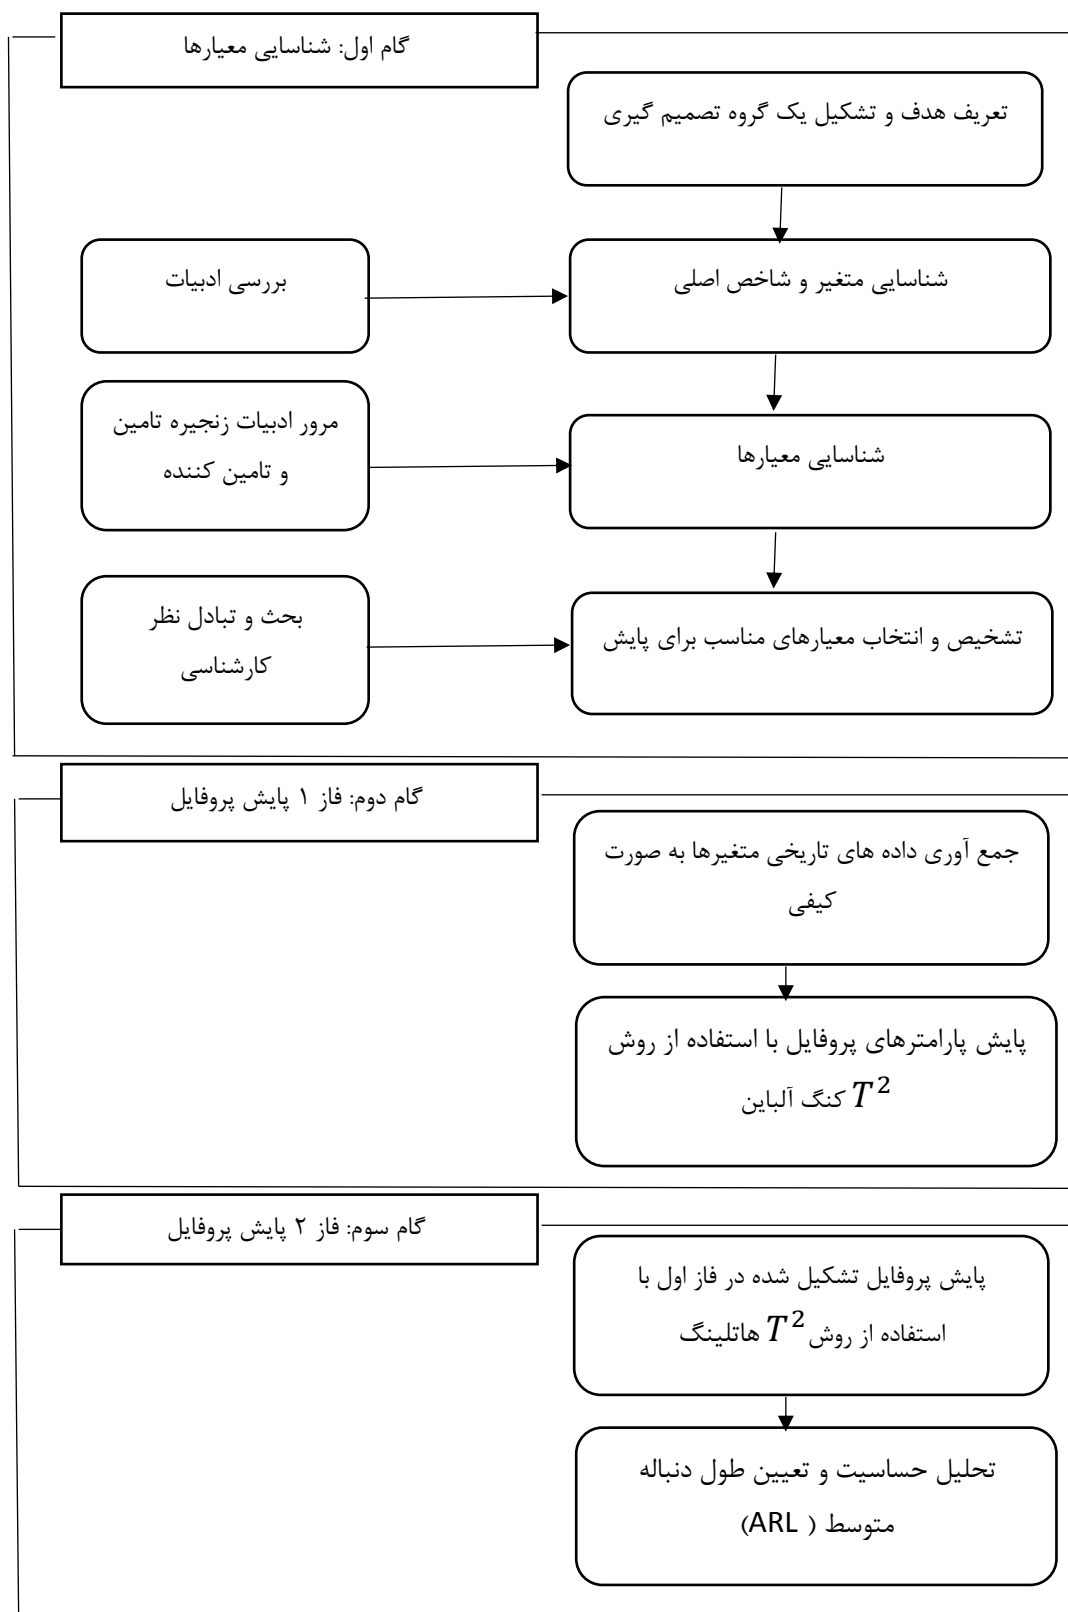 گام اول: شناسایی معیارها
تعریف هدف و تشکیل یک گروه تصمیم گیری
شناسایی متغیر و شاخص اصلی
بررسی ادبیات
شناسایی معیارها
مرور ادبیات زنجیره تامین
و تامین کننده
تشخیص و انتخاب معیارهای مناسب برای پایش
بحث و تبادل نظر
کارشناسی
گام دوم: فاز ۱ پایش پروفایل
جمع آوری داده های تاریخی متغیرها به صورت
کیفی
پایش پارامترهای پروفایل با استفاده از روش
T² کنگ آلباین
گام سوم: فاز ۲ پایش پروفایل
پایش پروفایل تشکیل شده در فاز اول با
استفاده از روش T² هاتلینگ
تحلیل حساسیت و تعیین طول دنباله
متوسط ( ARL)